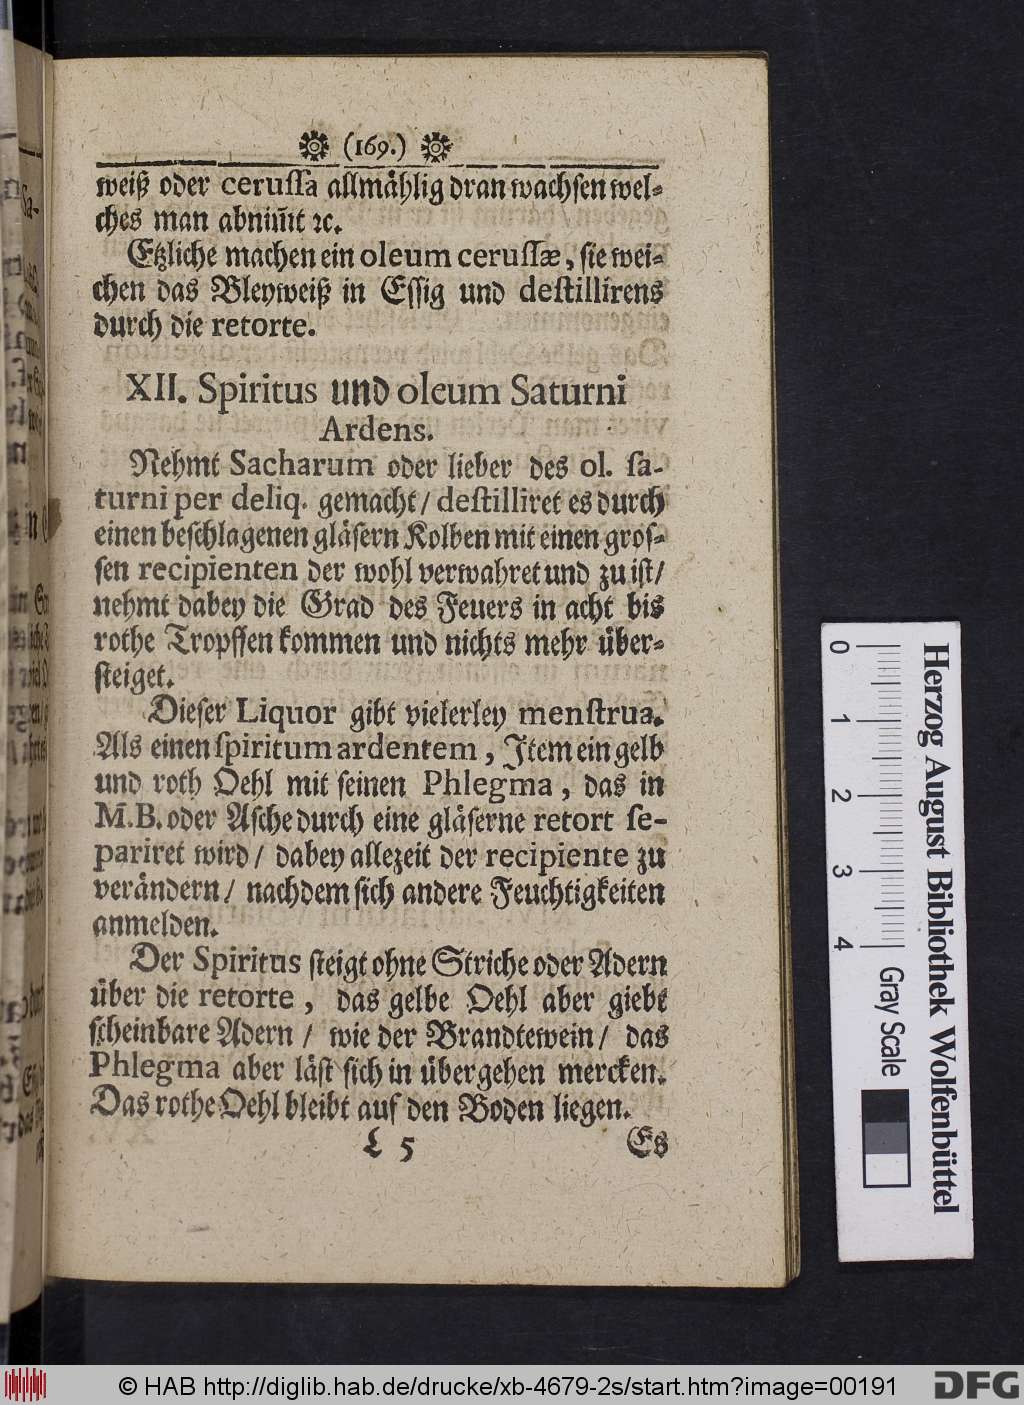 (169.)
weiß oder cerussa allmählig dran wachsen wel-
ches man abnim̄t ꝛc.
Etzliche machen ein oleum cerussæ, sie wei-
chen das Bleyweiß in Essig und destillirens
durch die retorte.
XII. Spiritus und oleum Saturni
Ardens.
Nehmt Sacharum oder lieber des ol. sa-
turni per deliq. gemacht / destilliret es durch
einen beschlagenen gläsern Kolben mit einen gros-
sen recipienten der wohl verwahret und zu ist /
nehmt dabey die Grad des Feuers in acht bis
rothe Tropffen kommen und nichts mehr über-
steiget.
Dieser Liquor gibt vielerley menstrua.
Als einen spiritum ardentem, Item ein gelb
und roth Oehl mit seinen Phlegma, das in
M.B. oder Asche durch eine gläserne retort se-
pariret wird / dabey allezeit der recipiente zu
verändern / nachdem sich andere Feuchtigkeiten
anmelden.
Der Spiritus steigt ohne Striche oder Adern
über die retorte, das gelbe Oehl aber giebt
scheinbare Adern / wie der Brandtewein / das
Phlegma aber läst sich in übergehen mercken.
Das rothe Oehl bleibt auf den Boden liegen.
L 5 Es
0 1 2 3 4
Gray Scale
Herzog August Bibliothek Wolfenbüttel
© HAB http://diglib.hab.de/drucke/xb-4679-2s/start.htm?image=00191
DFG